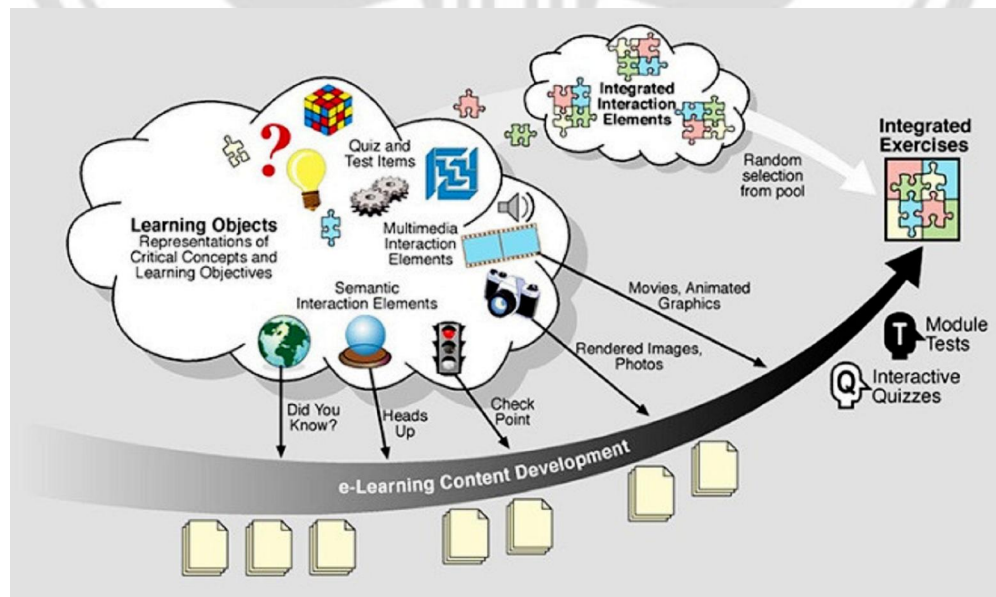 Integrated
Interaction
Elements
Integrated
Exercises
Random
selection
from pool
Quiz and
Test Items
Learning Objects
Representations of
Critical Concepts and
Learning Objectives
Multimedia
Interaction
Elements
Semantic
Interaction Elements
Movies, Animated
Graphics
Rendered Images,
Photos
Did You
Know?
Heads
Up
Check
Point
T
Module
Tests
Q
Interactive
Quizzes
e-Learning Content Development